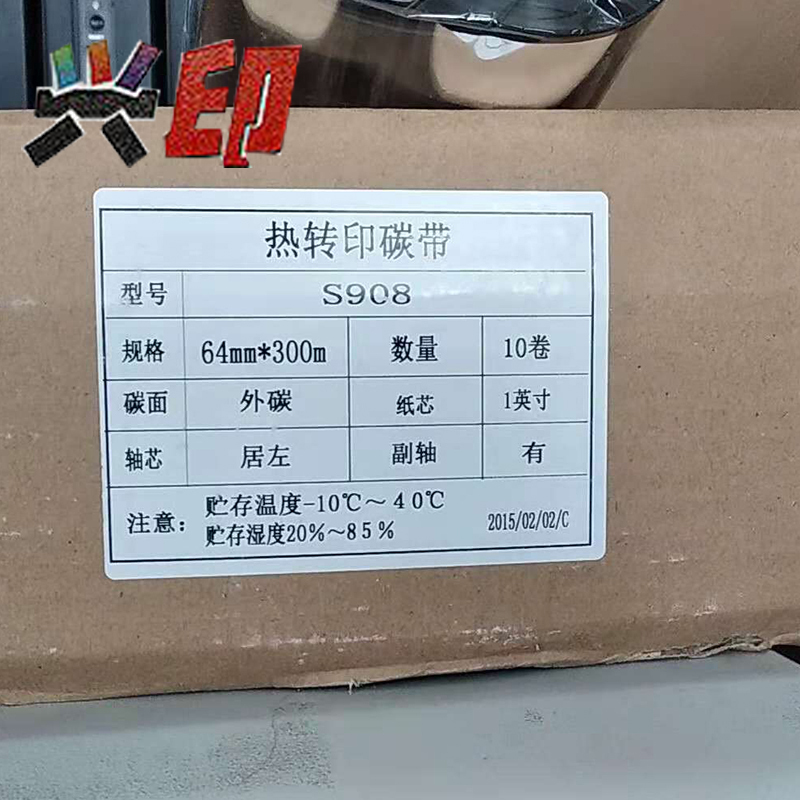 兴印
热转印碳带
型号 S908
规格 64mm*300m 数量 10卷
碳面 外碳 纸芯 1英寸
轴芯 居左 副轴 有
注意: 贮存温度-10℃～40℃
贮存湿度20%～85% 2015/02/02/C